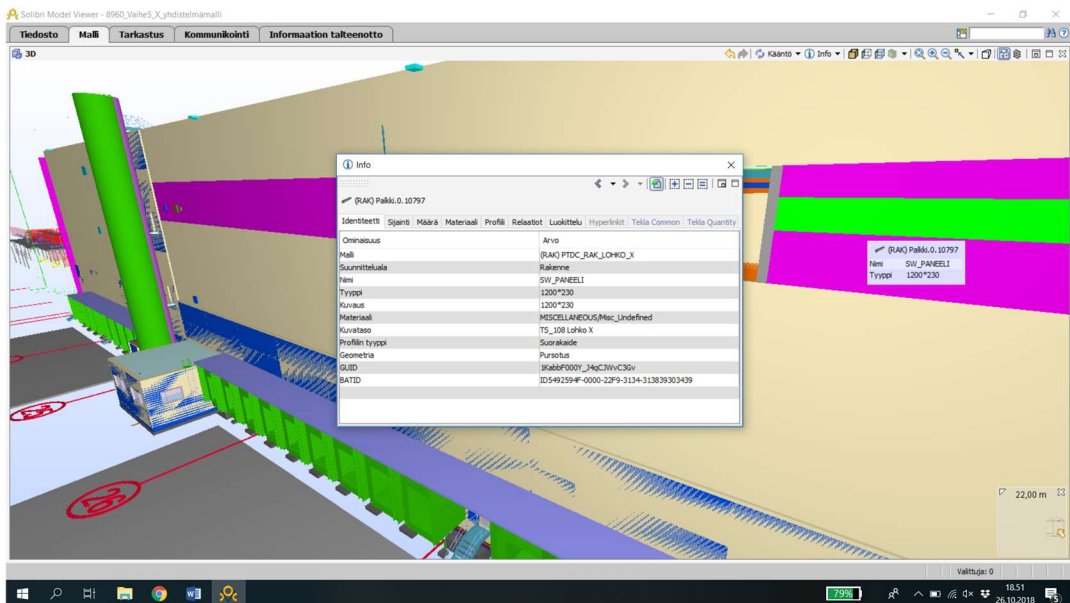 Solibri Model Viewer - 8960_Vaihe5_X_yhdistelmämalli
Tiedosto Malli Tarkastus Kommunikointi Informaation talteenotto
3D
Kääntö Info
Info
(RAK) Palkki.0.10797
Identiteetti Sijainti Määrä Materiaali Profiili Relaatiot Luokittelu Hyperlinkit Tekla Common Tekla Quantity
Ominaisuus Arvo
Malli (RAK) PTDC_RAK_LOHKO_X
Suunnitteluala Rakenne
Nimi SW_PANEELI
Tyyppi 1200*230
Kuvaus 1200*230
Materiaali MISCELLANEOUS/Misc_Undefined
Kuvataso TS_108 Lohko X
Profiilin tyyppi Suorakaide
Geometria Pursotus
GUID 1KabbF000Y_J4qCJWvC3Gv
BATID ID5492594F-0000-22F9-3134-313839303439
(RAK) Palkki.0.10797
Nimi SW_PANEELI
Tyyppi 1200*230
22,00 m
Valittuja: 0
79%
18.51
26.10.2018
5